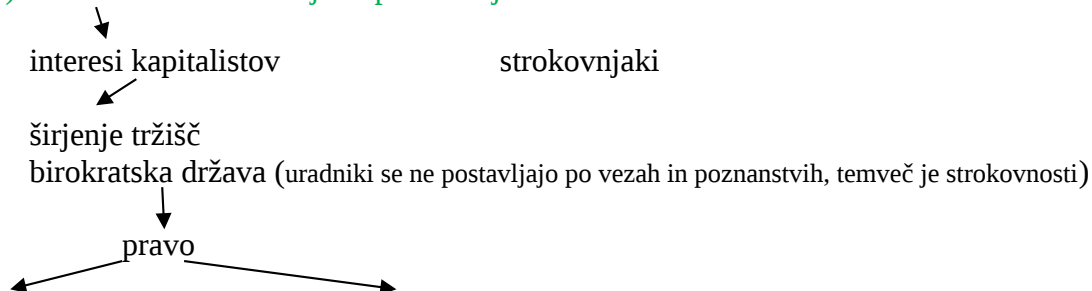 interesi kapitalistov strokovnjaki
širjenje tržišč
birokratska država (uradniki se ne postavljajo po vezah in poznanstvih, temveč je strokovnosti)
pravo